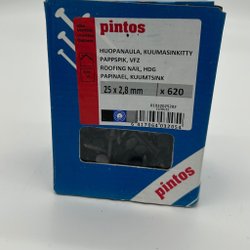 pintos
HUOPANAULA, KUUMASINKITTY
PAPPSPIK, VFZ
ROOFING NAIL, HDG
PAPINAEL, KUUMTSINK
25 x 2,8 mm
x 620
pintos